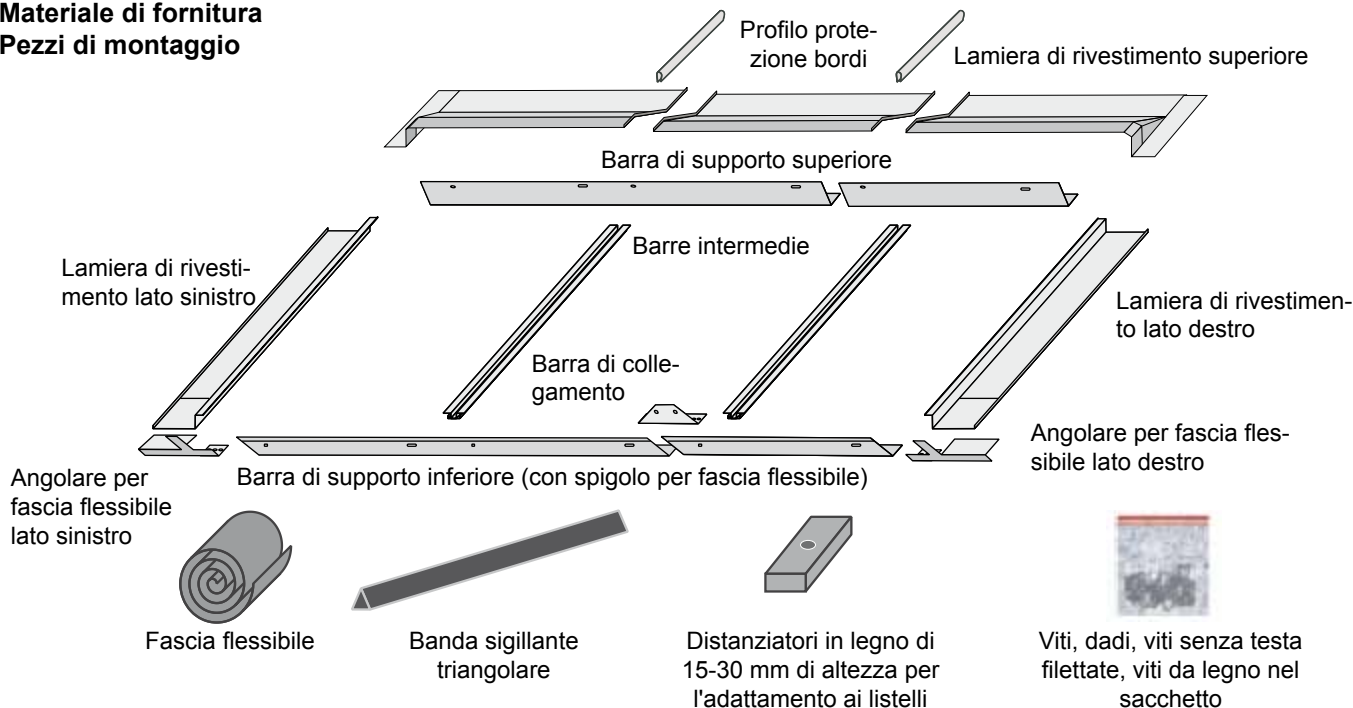 Materiale di fornitura
Pezzi di montaggio
Profilo prote-
zione bordi
Lamiera di rivestimento superiore
Barra di supporto superiore
Barre intermedie
Lamiera di rivesti-
mento lato sinistro
Lamiera di rivestimen-
to lato destro
Barra di colle-
gamento
Angolare per fascia fles-
sibile lato destro
Angolare per
fascia flessibile
lato sinistro
Barra di supporto inferiore (con spigolo per fascia flessibile)
Fascia flessibile
Banda sigillante
triangolare
Distanziatori in legno di
15-30 mm di altezza per
l'adattamento ai listelli
Viti, dadi, viti senza testa
filettate, viti da legno nel
sacchetto